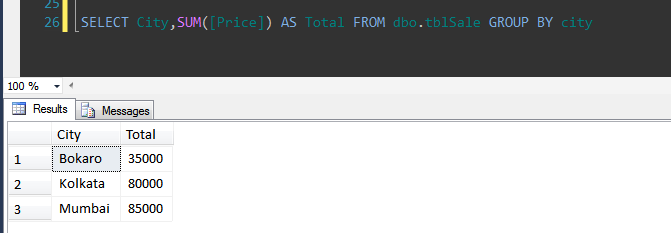 25
26 SELECT City,SUM([Price]) AS Total FROM dbo.tblSale GROUP BY city
100 %
Results Messages
City Total
1 Bokaro 35000
2 Kolkata 80000
3 Mumbai 85000